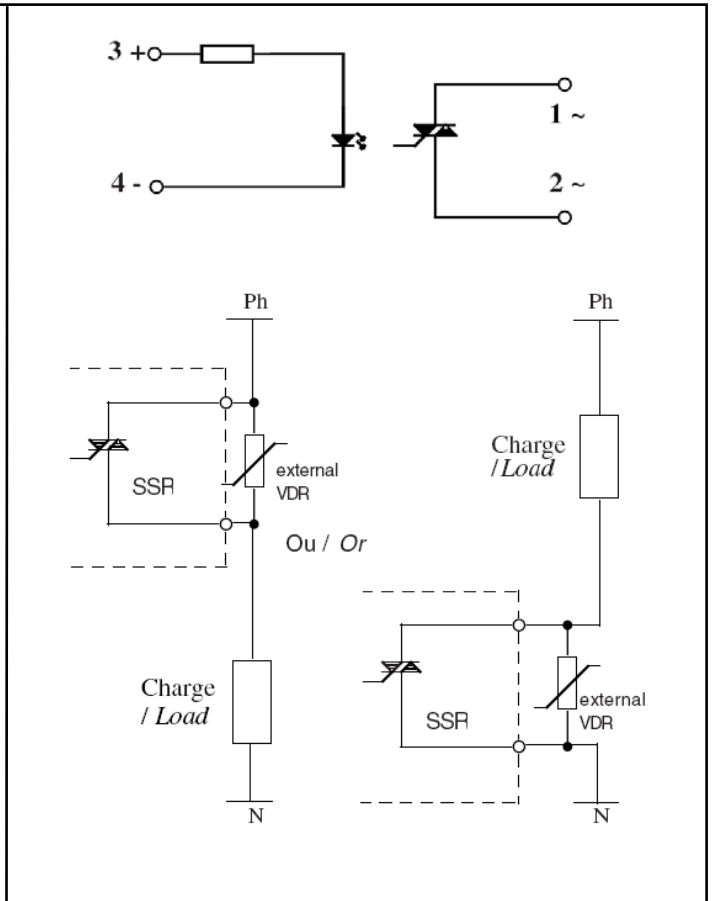 3 +
1 ~
4 -
2 ~
Ph
Ph
Charge
/ Load
external
VDR
SSR
Ou / Or
Charge
/ Load
external
VDR
SSR
N
N